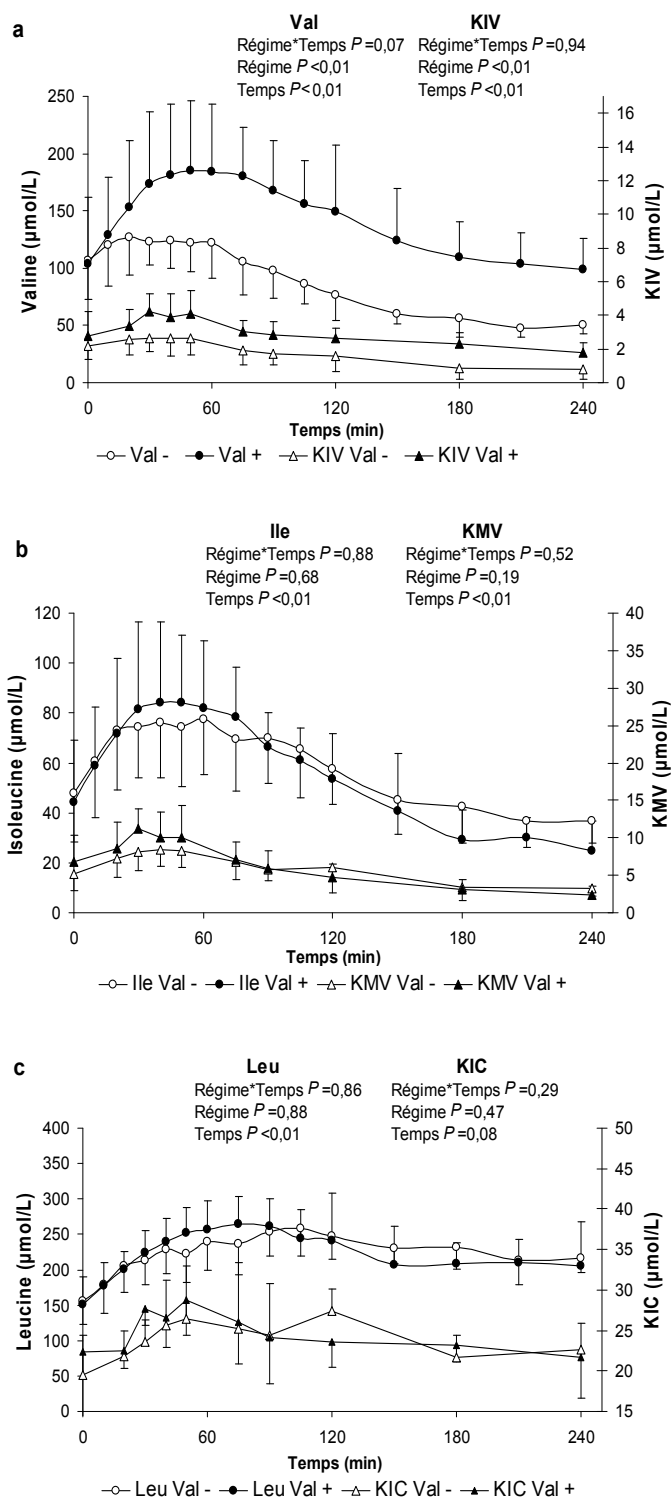 a
Val KIV
Régime*Temps P =0,07 Régime*Temps P =0,94
Régime P <0,01 Régime P <0,01
Temps P<0,01 Temps P <0,01
Valine (µmol/L)
250
200
150
100
50
0
KIV (µmol/L)
16
14
12
10
8
6
4
2
0
0 60 120 180 240
Temps (min)
Val - Val + KIV Val - KIV Val +
b
Ile KMV
Régime*Temps P =0,88 Régime*Temps P =0,52
Régime P =0,68 Régime P =0,19
Temps P <0,01 Temps P <0,01
Isoleucine (µmol/L)
120
100
80
60
40
20
0
KMV (µmol/L)
40
35
30
25
20
15
10
5
0
0 60 120 180 240
Temps (min)
Ile Val - Ile Val + KMV Val - KMV Val +
c
Leu KIC
Régime*Temps P =0,86 Régime*Temps P =0,29
Régime P =0,88 Régime P =0,47
Temps P <0,01 Temps P =0,08
Leucine (µmol/L)
400
350
300
250
200
150
100
50
0
KIC (µmol/L)
50
45
40
35
30
25
20
15
0 60 120 180 240
Temps (min)
Leu Val - Leu Val + KIC Val - KIC Val +